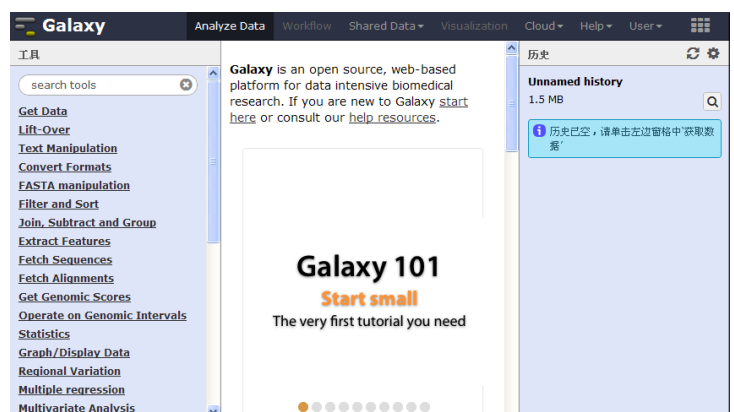 Galaxy
Analyze Data Workflow Shared Data Visualization Cloud Help User
工具
search tools
Get Data
Lift-Over
Text Manipulation
Convert Formats
FASTA manipulation
Filter and Sort
Join, Subtract and Group
Extract Features
Fetch Sequences
Fetch Alignments
Get Genomic Scores
Operate on Genomic Intervals
Statistics
Graph/Display Data
Regional Variation
Multiple regression
Multivariate Analysis
Galaxy is an open source, web-based
platform for data intensive biomedical
research. If you are new to Galaxy start
here or consult our help resources.
Galaxy 101
Start small
The very first tutorial you need
历史
Unnamed history
1.5 MB
历史已空，请单击左边窗格中‘获取数
据’